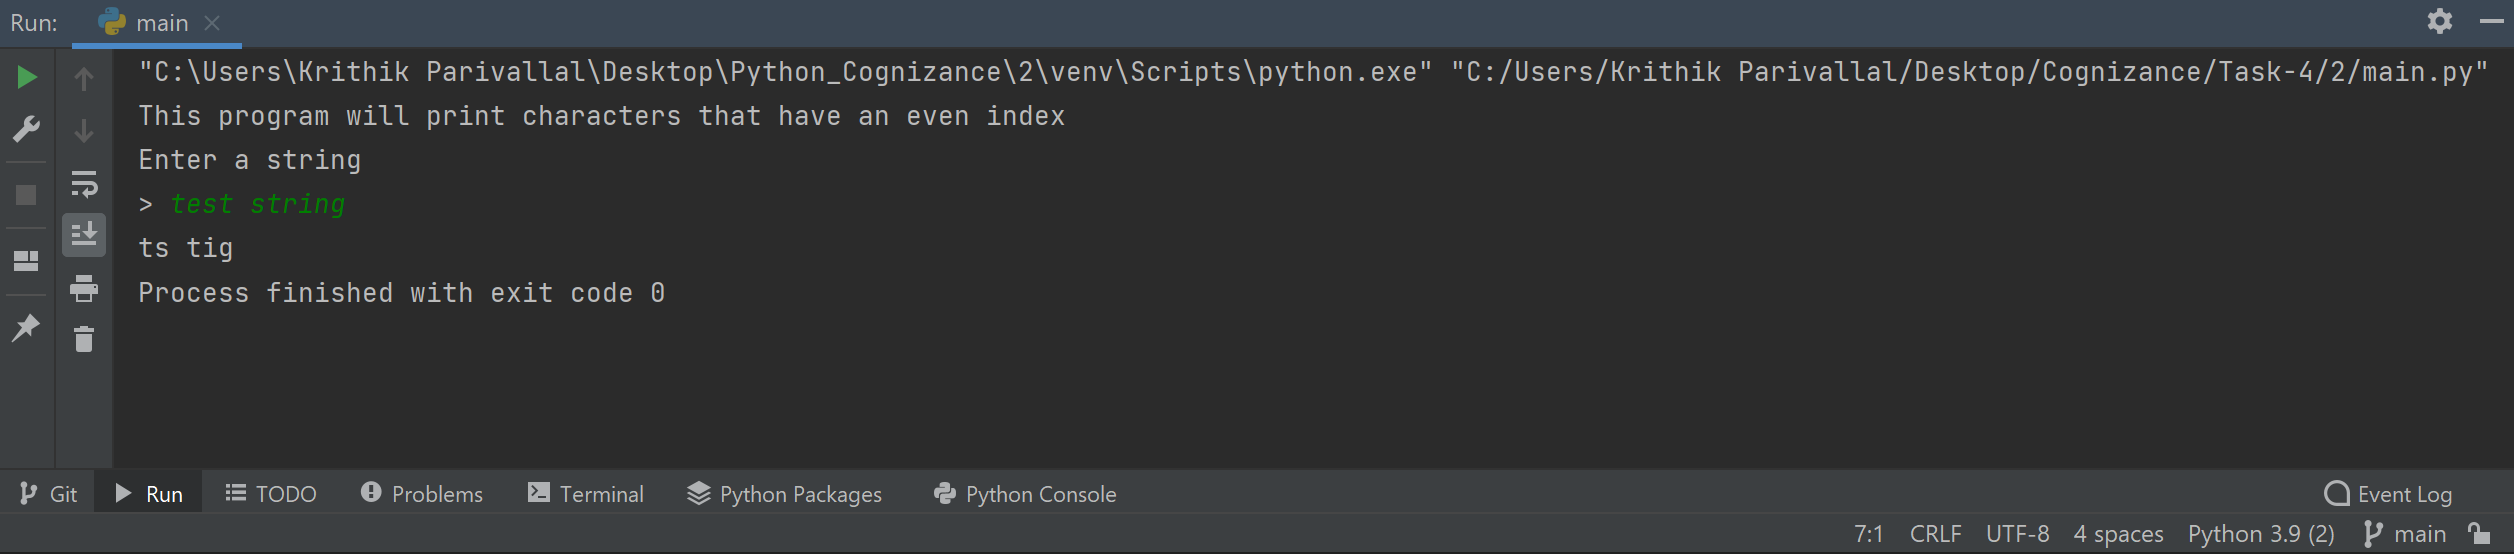 Run: main
"C:\Users\Krithik Parivallal\Desktop\Python_Cognizance\2\venv\Scripts\python.exe" "C:/Users/Krithik Parivallal/Desktop/Cognizance/Task-4/2/main.py"
This program will print characters that have an even index
Enter a string
> test string
ts tig
Process finished with exit code 0
Git Run TODO Problems Terminal Python Packages Python Console Event Log
7:1 CRLF UTF-8 4 spaces Python 3.9 (2) main